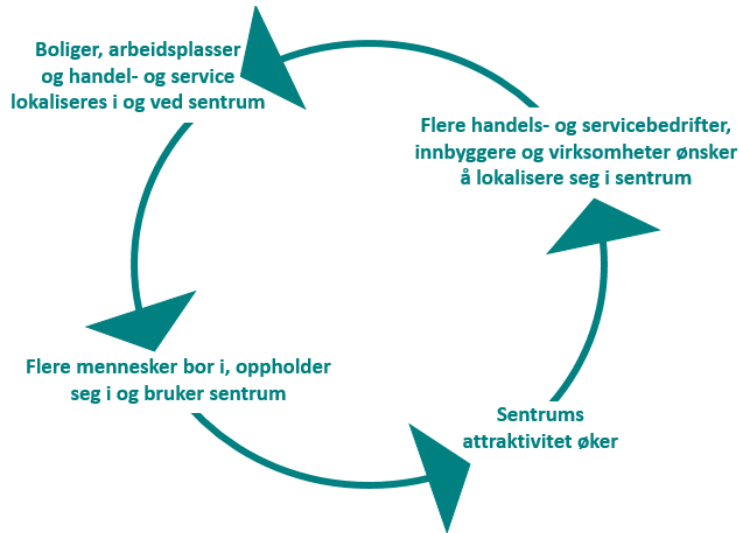 Boliger, arbeidsplasser
og handel- og service
lokaliseres i og ved sentrum
Flere handels- og servicebedrifter,
innbyggere og virksomheter ønsker
å lokalisere seg i sentrum
Flere mennesker bor i, oppholder
seg i og bruker sentrum
Sentrums
attraktivitet øker